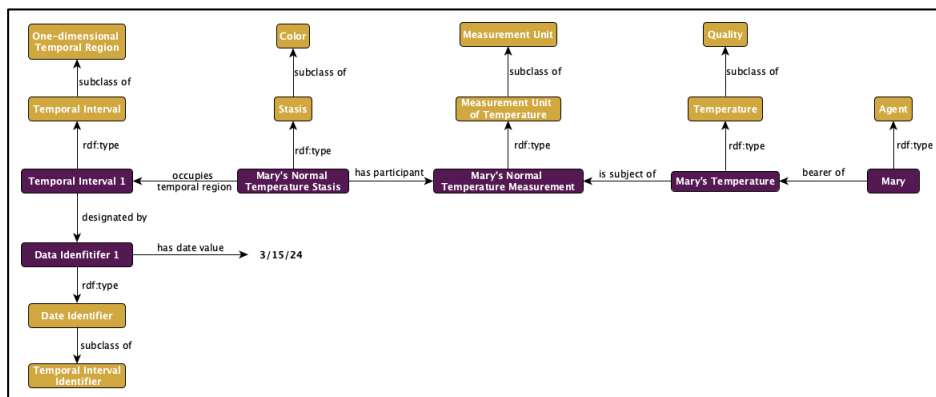 One-dimensional
Temporal Region
Color
Measurement Unit
Quality
subclass of
subclass of
subclass of
subclass of
Temporal Interval
Stasis
Measurement Unit
of Temperature
Temperature
Agent
rdf:type
rdf:type
rdf:type
rdf:type
rdf:type
Temporal Interval 1
occupies
temporal region
Mary's Normal
Temperature Stasis
has participant
Mary's Normal
Temperature Measurement
is subject of
Mary's Temperature
bearer of
Mary
designated by
Data Idenfitifer 1
has date value
3/15/24
rdf:type
Date Identifier
subclass of
Temporal Interval
Identifier